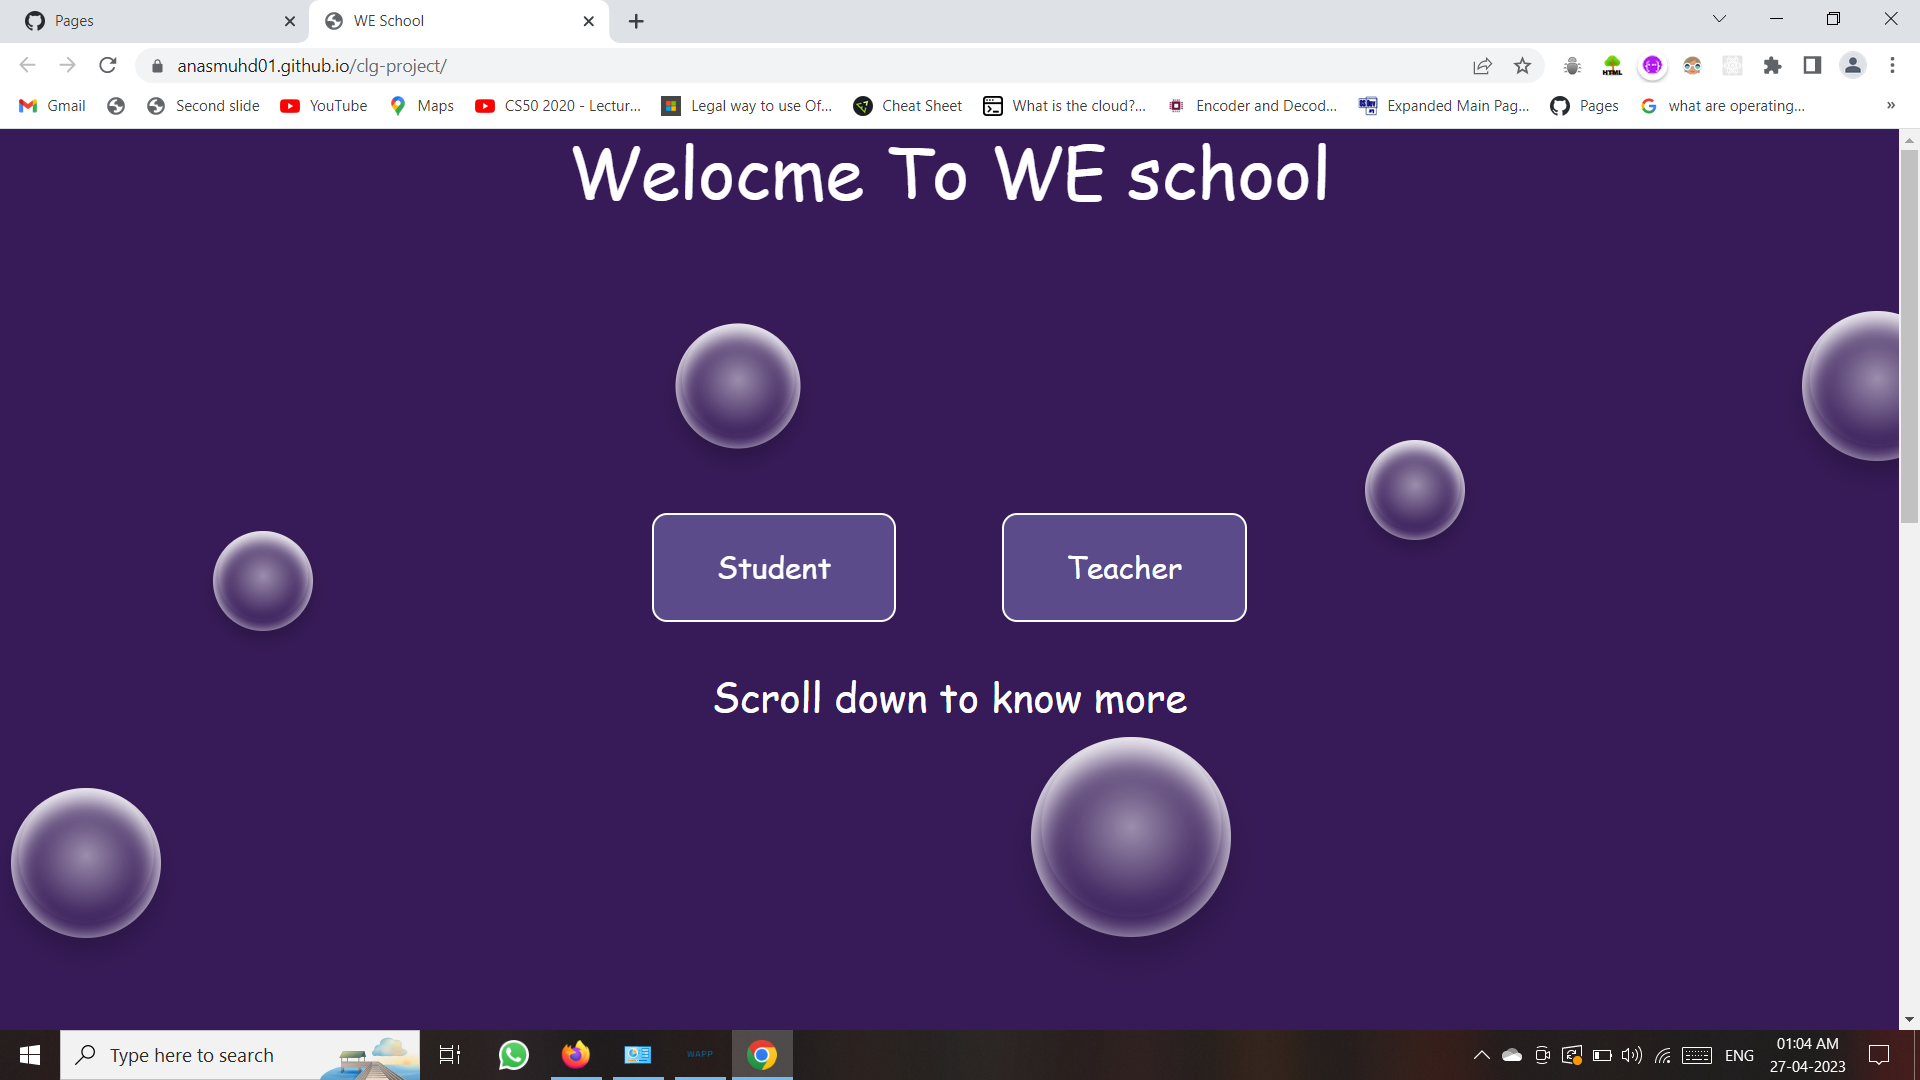 Pages
WE School
anasmuhd01.github.io/clg-project/
HTML
Gmail
Second slide
YouTube
Maps
CS50 2020 - Lectur...
Legal way to use Of...
Cheat Sheet
What is the cloud?...
Encoder and Decod...
Expanded Main Pag...
Pages
what are operating...
»
Welocme To WE school
Student
Teacher
Scroll down to know more
Type here to search
WAPP
ENG
01:04 AM
27-04-2023